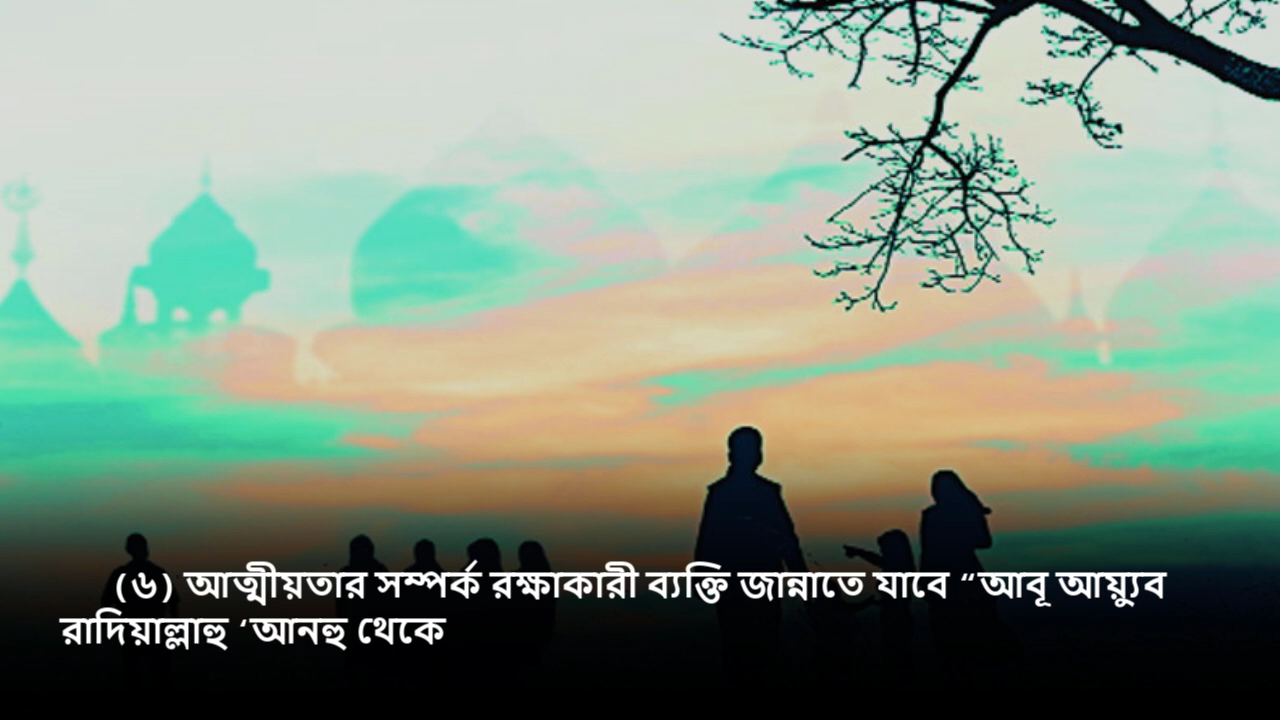 (৬) আত্মীয়তার সম্পর্ক রক্ষাকারী ব্যক্তি জান্নাতে যাবে “আবূ আয়্যুব
রাদিয়াল্লাহু ‘আনহু থেকে